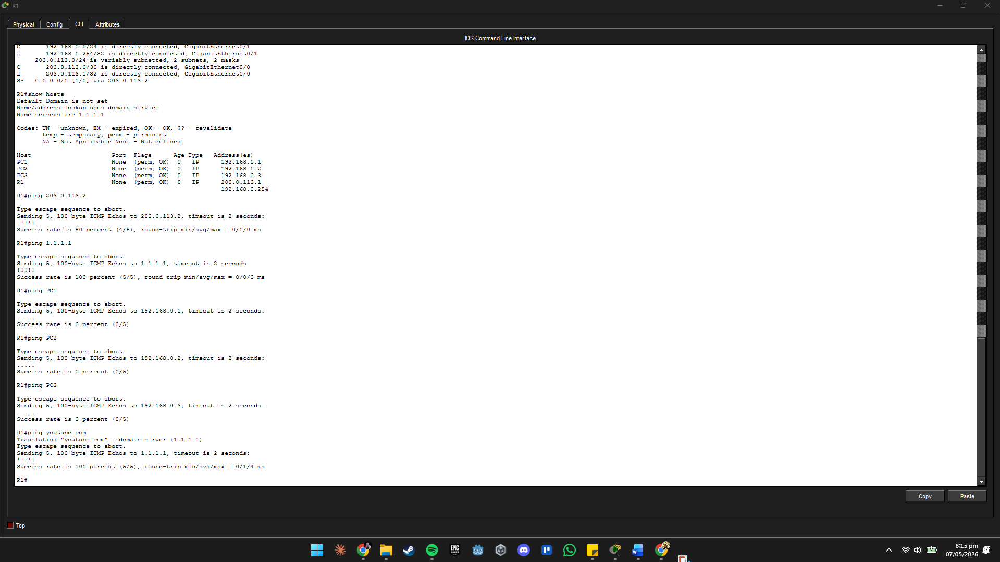 R1
Physical
Config
CLI
Attributes
IOS Command Line Interface
C       192.168.0.0/24 is directly connected, GigabitEthernet0/1
L       192.168.0.254/32 is directly connected, GigabitEthernet0/1
     203.0.113.0/24 is variably subnetted, 2 subnets, 2 masks
C       203.0.113.0/30 is directly connected, GigabitEthernet0/0
L       203.0.113.1/32 is directly connected, GigabitEthernet0/0
S*   0.0.0.0/0 [1/0] via 203.0.113.2
R1#show hosts
Default Domain is not set
Name/address lookup uses domain service
Name servers are 1.1.1.1
Codes: UN - unknown, EX - expired, OK - OK, ?? - revalidate
       temp - temporary, perm - permanent
       NA - Not Applicable None - Not defined
Host                      Port  Flags      Age Type   Address(es)
PC1                       None  (perm, OK)  0   IP      192.168.0.1
PC2                       None  (perm, OK)  0   IP      192.168.0.2
PC3                       None  (perm, OK)  0   IP      192.168.0.3
R1                        None  (perm, OK)  0   IP      203.0.113.1
                                                        192.168.0.254
R1#ping 203.0.113.2
Type escape sequence to abort.
Sending 5, 100-byte ICMP Echos to 203.0.113.2, timeout is 2 seconds:
.!!!!
Success rate is 80 percent (4/5), round-trip min/avg/max = 0/0/0 ms
R1#ping 1.1.1.1
Type escape sequence to abort.
Sending 5, 100-byte ICMP Echos to 1.1.1.1, timeout is 2 seconds:
!!!!!
Success rate is 100 percent (5/5), round-trip min/avg/max = 0/0/0 ms
R1#ping PC1
Type escape sequence to abort.
Sending 5, 100-byte ICMP Echos to 192.168.0.1, timeout is 2 seconds:
.....
Success rate is 0 percent (0/5)
R1#ping PC2
Type escape sequence to abort.
Sending 5, 100-byte ICMP Echos to 192.168.0.2, timeout is 2 seconds:
.....
Success rate is 0 percent (0/5)
R1#ping PC3
Type escape sequence to abort.
Sending 5, 100-byte ICMP Echos to 192.168.0.3, timeout is 2 seconds:
.....
Success rate is 0 percent (0/5)
R1#ping youtube.com
Translating "youtube.com"...domain server (1.1.1.1)
Type escape sequence to abort.
Sending 5, 100-byte ICMP Echos to 1.1.1.1, timeout is 2 seconds:
!!!!!
Success rate is 100 percent (5/5), round-trip min/avg/max = 0/1/4 ms
R1#
Copy
Paste
Top
EPIC
GAMES
8:15 pm
07/05/2026